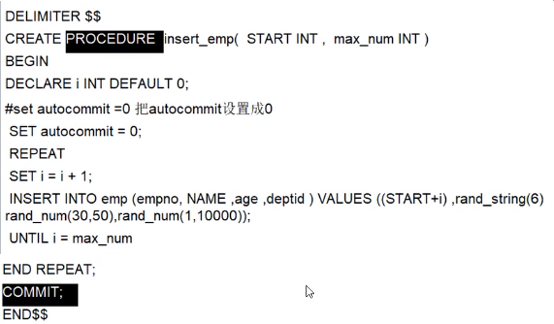 DELIMITER $$
CREATE PROCEDURE insert_emp( START INT , max_num INT )
BEGIN
DECLARE i INT DEFAULT 0;
#set autocommit =0 把autocommit设置成0
SET autocommit = 0;
REPEAT
SET i = i + 1;
INSERT INTO emp (empno, NAME ,age ,deptid ) VALUES ((START+i) ,rand_string(6)
rand_num(30,50),rand_num(1,10000));
UNTIL i = max_num
END REPEAT;
COMMIT;
END$$